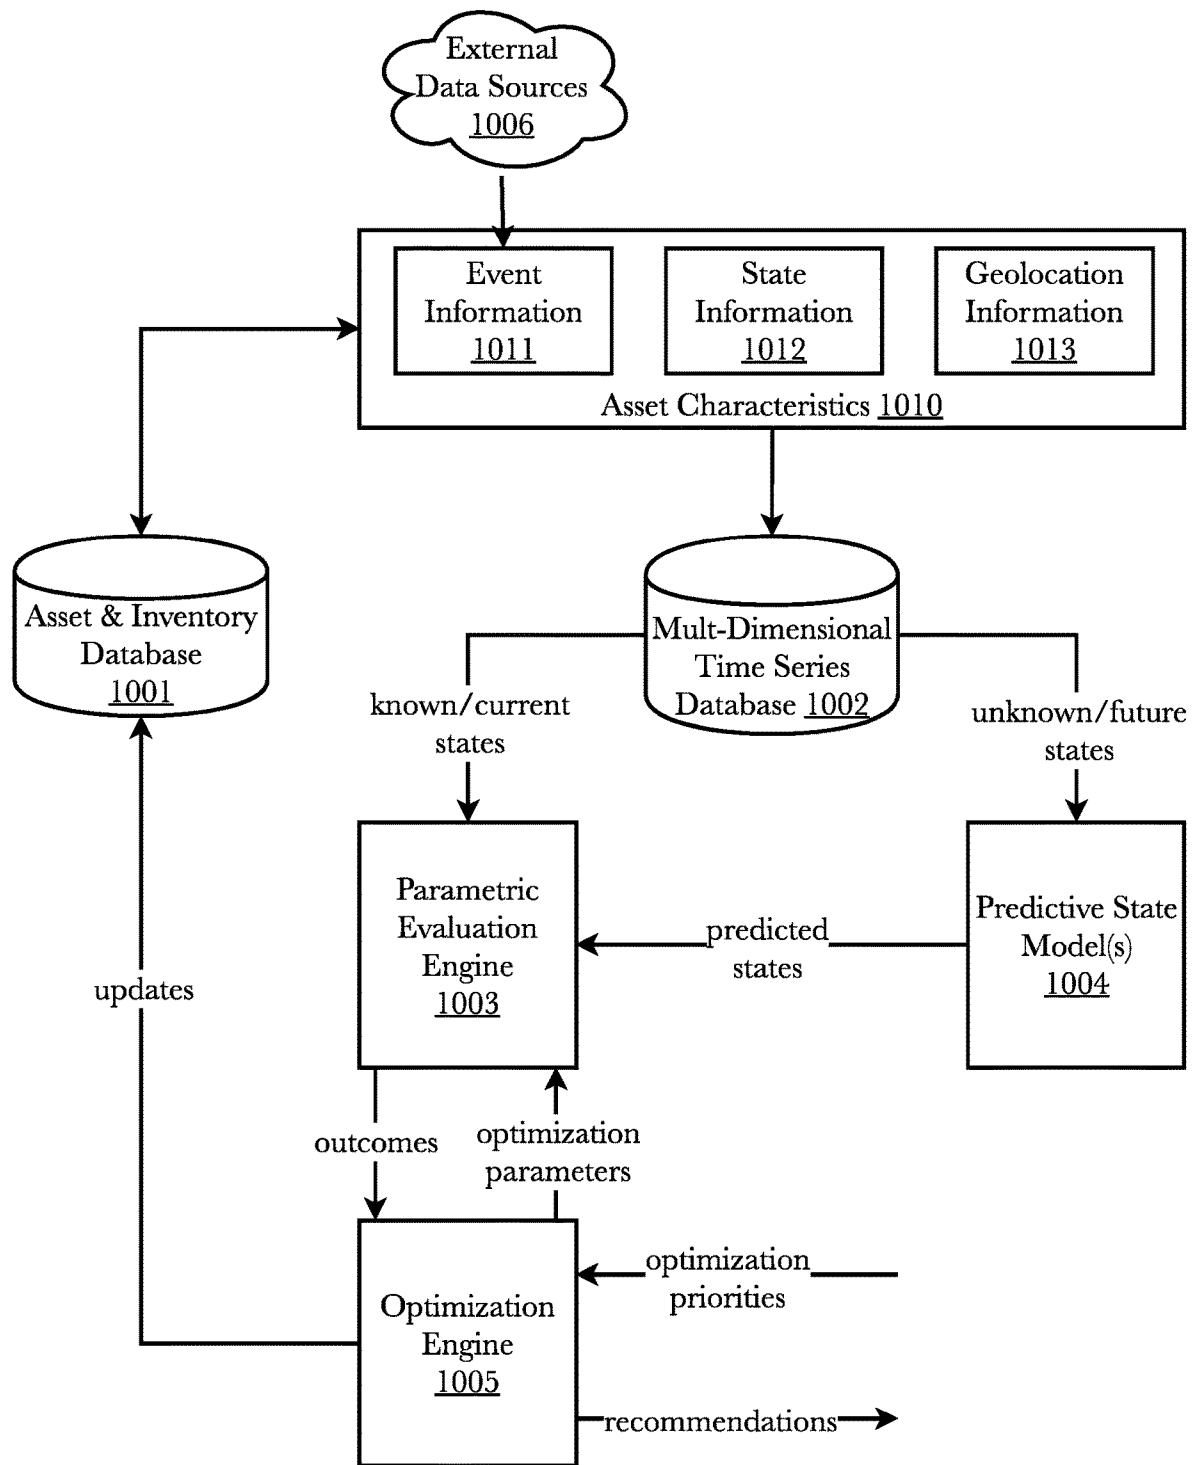 External
Data Sources
1006
Event
Information
1011
State
Information
1012
Geolocation
Information
1013
Asset Characteristics 1010
Asset & Inventory
Database
1001
Mult-Dimensional
Time Series
Database 1002
known/current
states
unknown/future
states
Parametric
Evaluation
Engine
1003
predicted
states
Predictive State
Model(s)
1004
updates
outcomes
optimization
parameters
Optimization
Engine
1005
optimization
priorities
recommendations